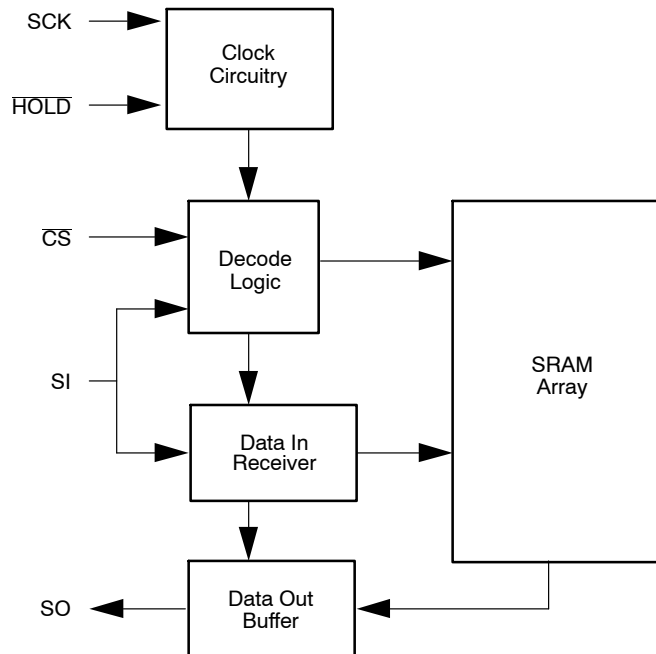 SCK
Clock
Circuitry
HOLD
CS
Decode
Logic
SI
SRAM
Array
Data In
Receiver
SO
Data Out
Buffer